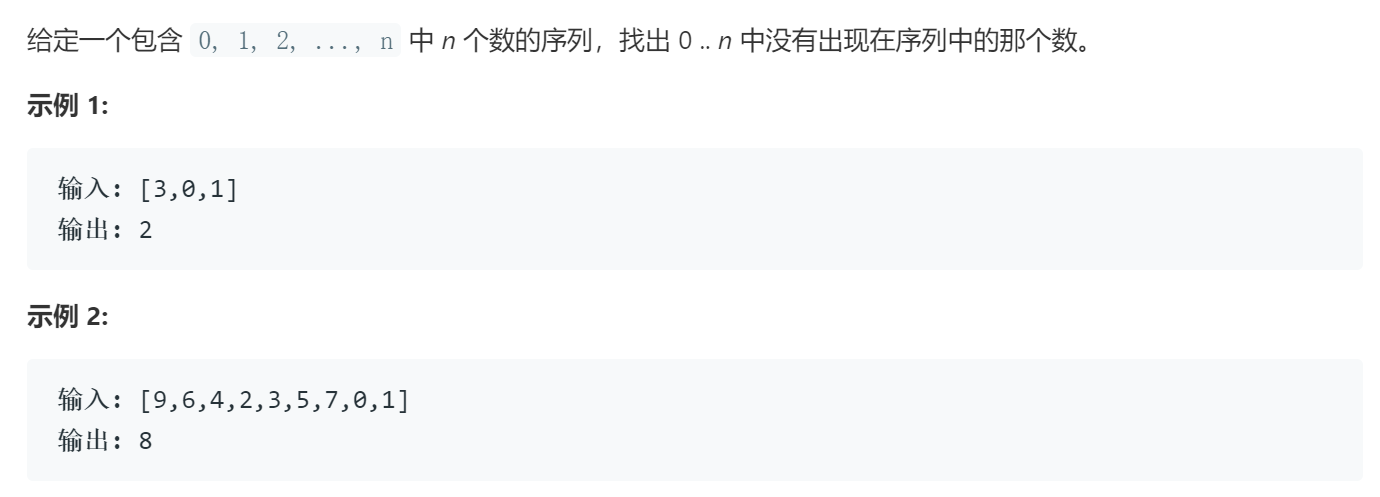 给定一个包含 0, 1, 2, ..., n 中 n 个数的序列，找出 0 .. n 中没有出现在序列中的那个数。
示例 1:
输入: [3,0,1]
输出: 2
示例 2:
输入: [9,6,4,2,3,5,7,0,1]
输出: 8